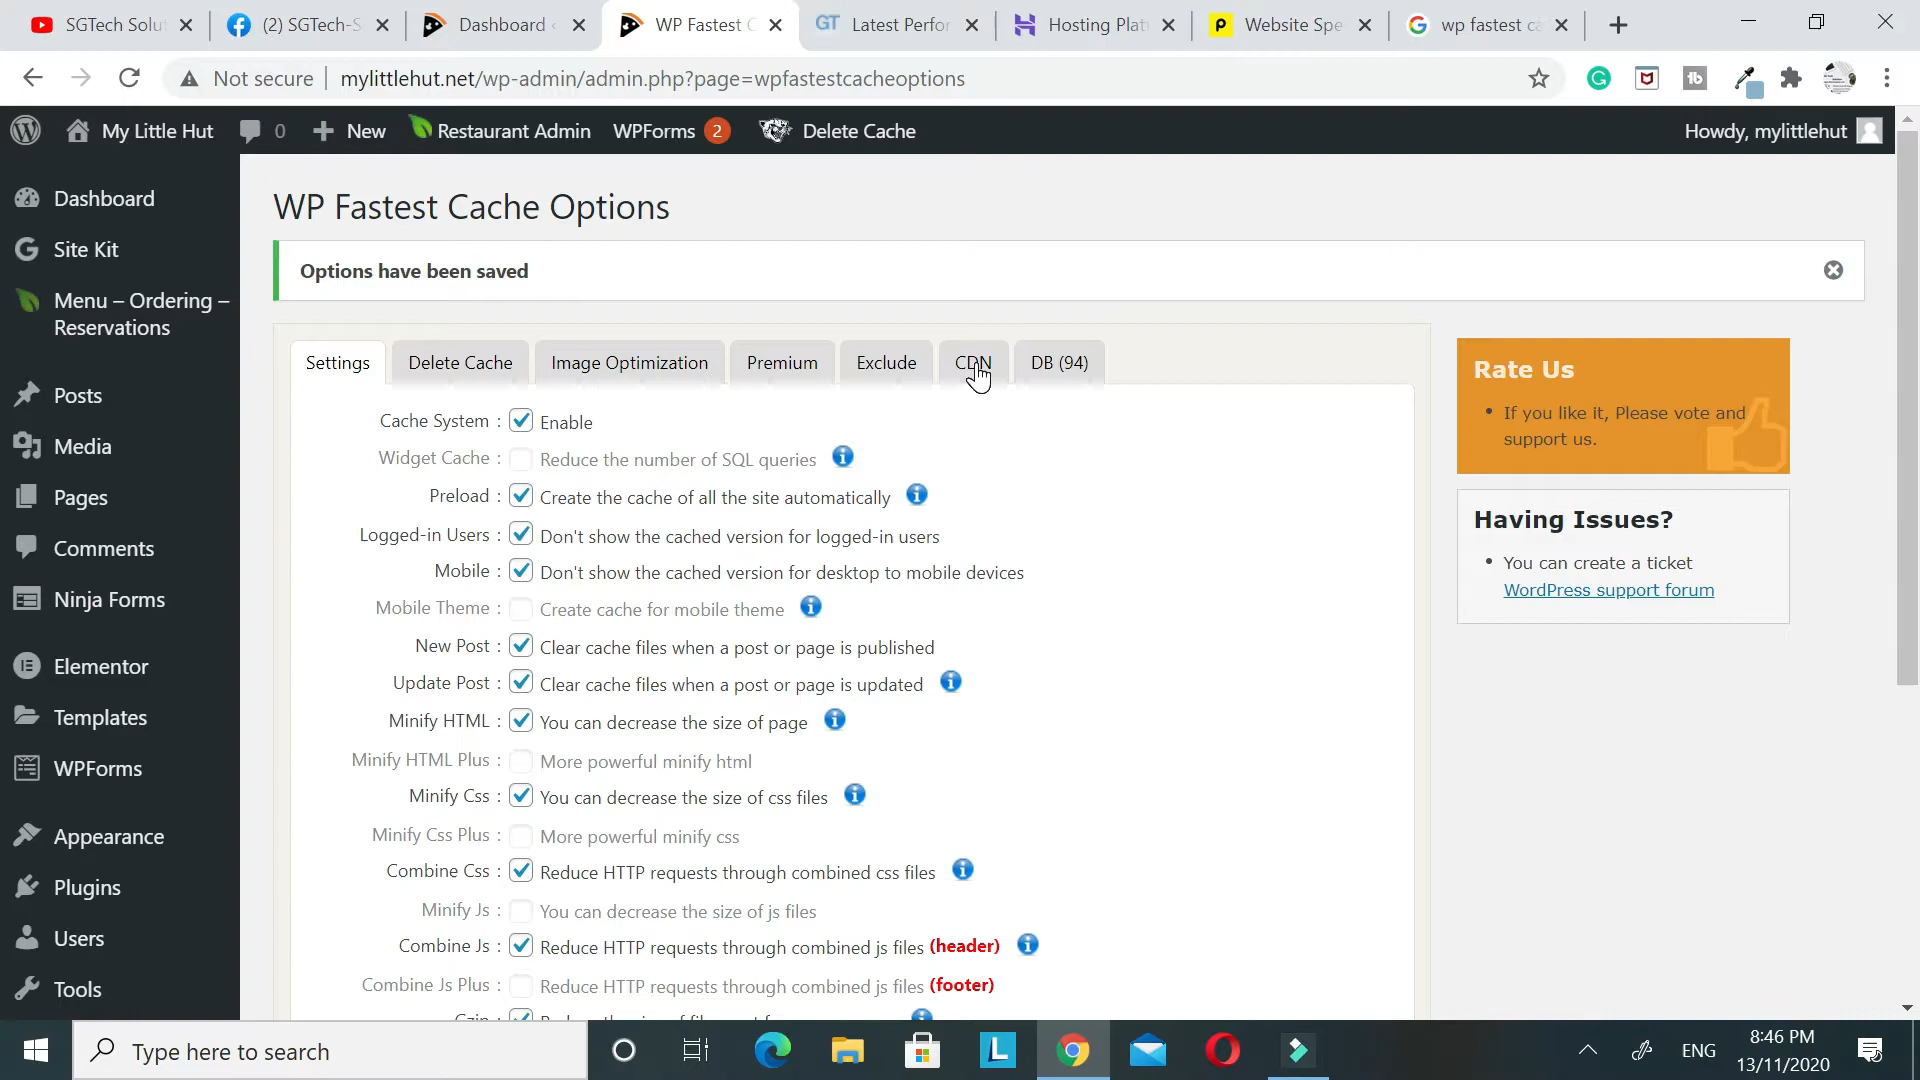 SGTech Solut
(2) SGTech-S
Dashboard
WP Fastest C
GT Latest Perfor
Hosting Plat
Website Spe
wp fastest ca
Not secure
mylittlehut.net/wp-admin/admin.php?page=wpfastestcacheoptions
My Little Hut
0
New
Restaurant Admin
WPForms 2
Delete Cache
Howdy, mylittlehut
Dashboard
Site Kit
Menu – Ordering –
Reservations
Posts
Media
Pages
Comments
Ninja Forms
Elementor
Templates
WPForms
Appearance
Plugins
Users
Tools
WP Fastest Cache Options
Options have been saved
Settings
Delete Cache
Image Optimization
Premium
Exclude
CDN
DB (94)
Cache System : Enable
Widget Cache : Reduce the number of SQL queries
Preload : Create the cache of all the site automatically
Logged-in Users : Don't show the cached version for logged-in users
Mobile : Don't show the cached version for desktop to mobile devices
Mobile Theme : Create cache for mobile theme
New Post : Clear cache files when a post or page is published
Update Post : Clear cache files when a post or page is updated
Minify HTML : You can decrease the size of page
Minify HTML Plus : More powerful minify html
Minify Css : You can decrease the size of css files
Minify Css Plus : More powerful minify css
Combine Css : Reduce HTTP requests through combined css files
Minify Js : You can decrease the size of js files
Combine Js : Reduce HTTP requests through combined js files (header)
Combine Js Plus : Reduce HTTP requests through combined js files (footer)
Rate Us
• If you like it, Please vote and
support us.
Having Issues?
• You can create a ticket
WordPress support forum
Type here to search
L
ENG
8:46 PM
13/11/2020